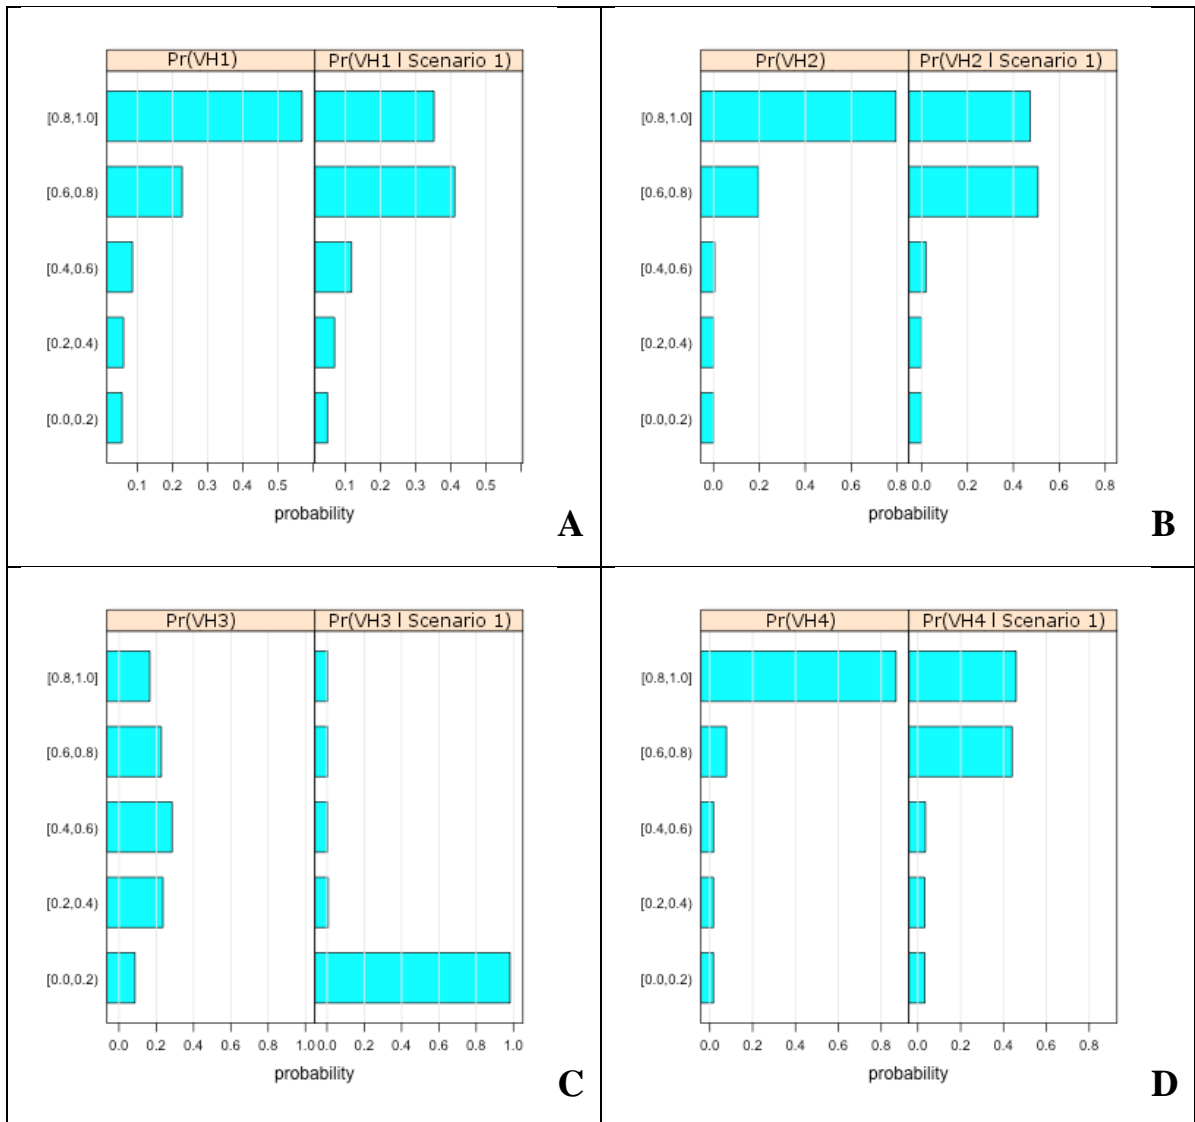 Pr(VH1) Pr(VH1 | Scenario 1)
[0.8,1.0]
[0.6,0.8)
[0.4,0.6)
[0.2,0.4)
[0.0,0.2)
0.1 0.2 0.3 0.4 0.5 0.1 0.2 0.3 0.4 0.5
probability
A
Pr(VH2) Pr(VH2 | Scenario 1)
[0.8,1.0]
[0.6,0.8)
[0.4,0.6)
[0.2,0.4)
[0.0,0.2)
0.0 0.2 0.4 0.6 0.8 0.0 0.2 0.4 0.6 0.8
probability
B
Pr(VH3) Pr(VH3 | Scenario 1)
[0.8,1.0]
[0.6,0.8)
[0.4,0.6)
[0.2,0.4)
[0.0,0.2)
0.0 0.2 0.4 0.6 0.8 1.0 0.0 0.2 0.4 0.6 0.8 1.0
probability
C
Pr(VH4) Pr(VH4 | Scenario 1)
[0.8,1.0]
[0.6,0.8)
[0.4,0.6)
[0.2,0.4)
[0.0,0.2)
0.0 0.2 0.4 0.6 0.8 0.0 0.2 0.4 0.6 0.8
probability
D